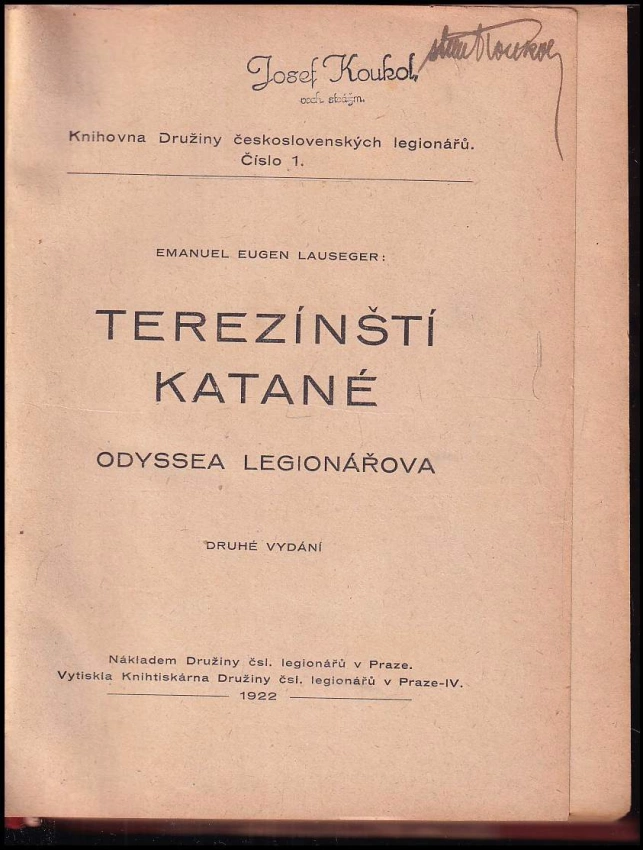 Josef Koukol,
Knihovna Družiny československých legionářů.
Číslo 1.
EMANUEL EUGEN LAUSEGER:
TEREZÍNŠTÍ
KATANÉ
ODYSSEA LEGIONÁŘOVA
DRUHÉ VYDÁNÍ
Nákladem Družiny čsl. legionářů v Praze.
Vytiskla Knihtiskárna Družiny čsl. legionářů v Praze-IV.
1922